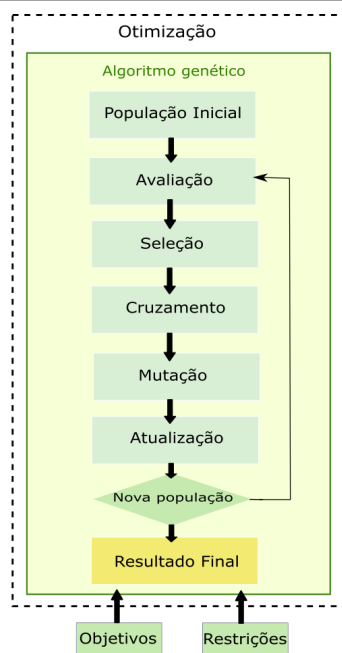 Otimização
Algoritmo genético
População Inicial
Avaliação
Seleção
Cruzamento
Mutação
Atualização
Nova população
Resultado Final
Objetivos
Restrições